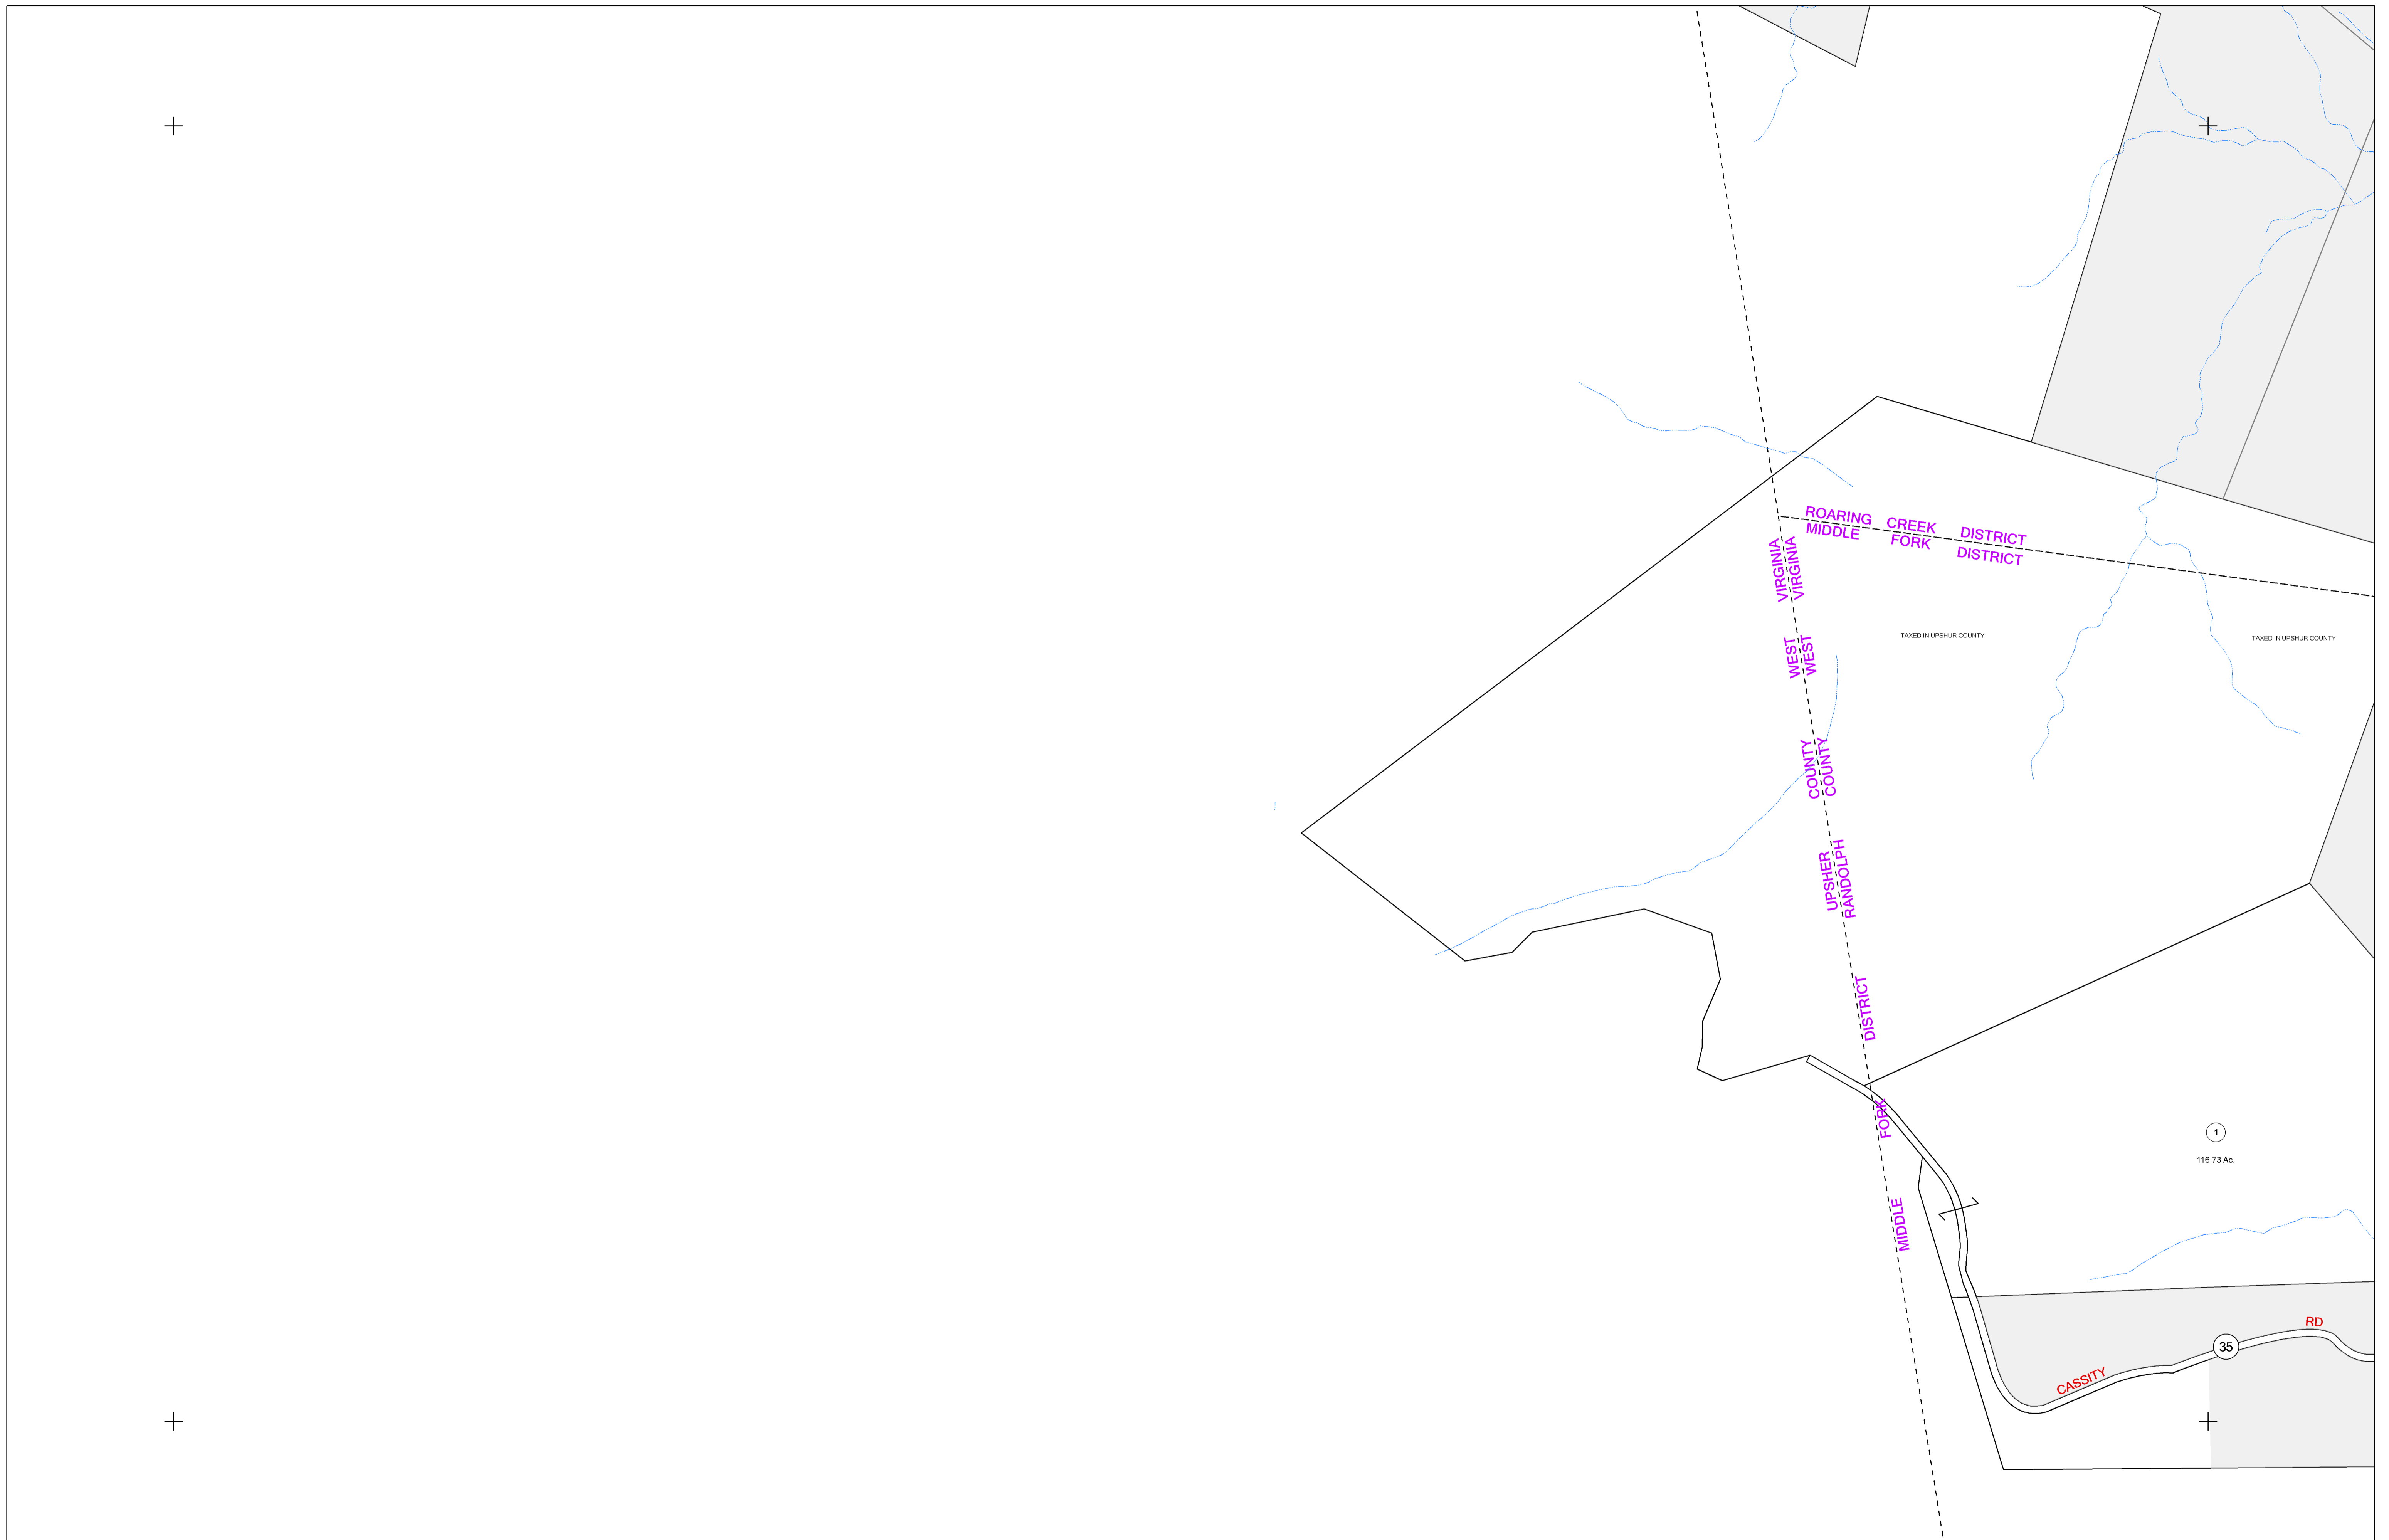 ROARING CREEK DISTRICT
MIDDLE FORK DISTRICT
UPSHER COUNTY WEST VIRGINIA
RANDOLPH COUNTY WEST VIRGINIA
TAXED IN UPSHUR COUNTY
TAXED IN UPSHUR COUNTY
MIDDLE FORK DISTRICT
1
116.73 Ac.
CASSITY RD
35